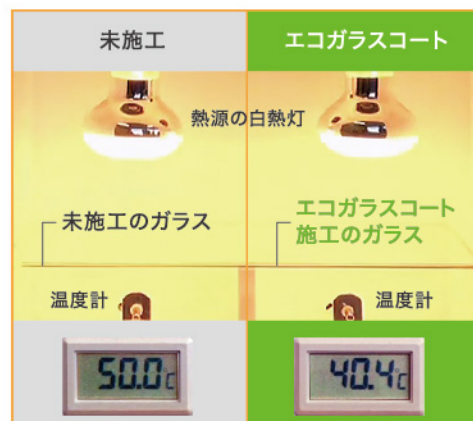 未施工
エコガラスコート
熱源の白熱灯
未施工のガラス
エコガラスコート
施工のガラス
温度計
温度計
50.0℃
40.4℃